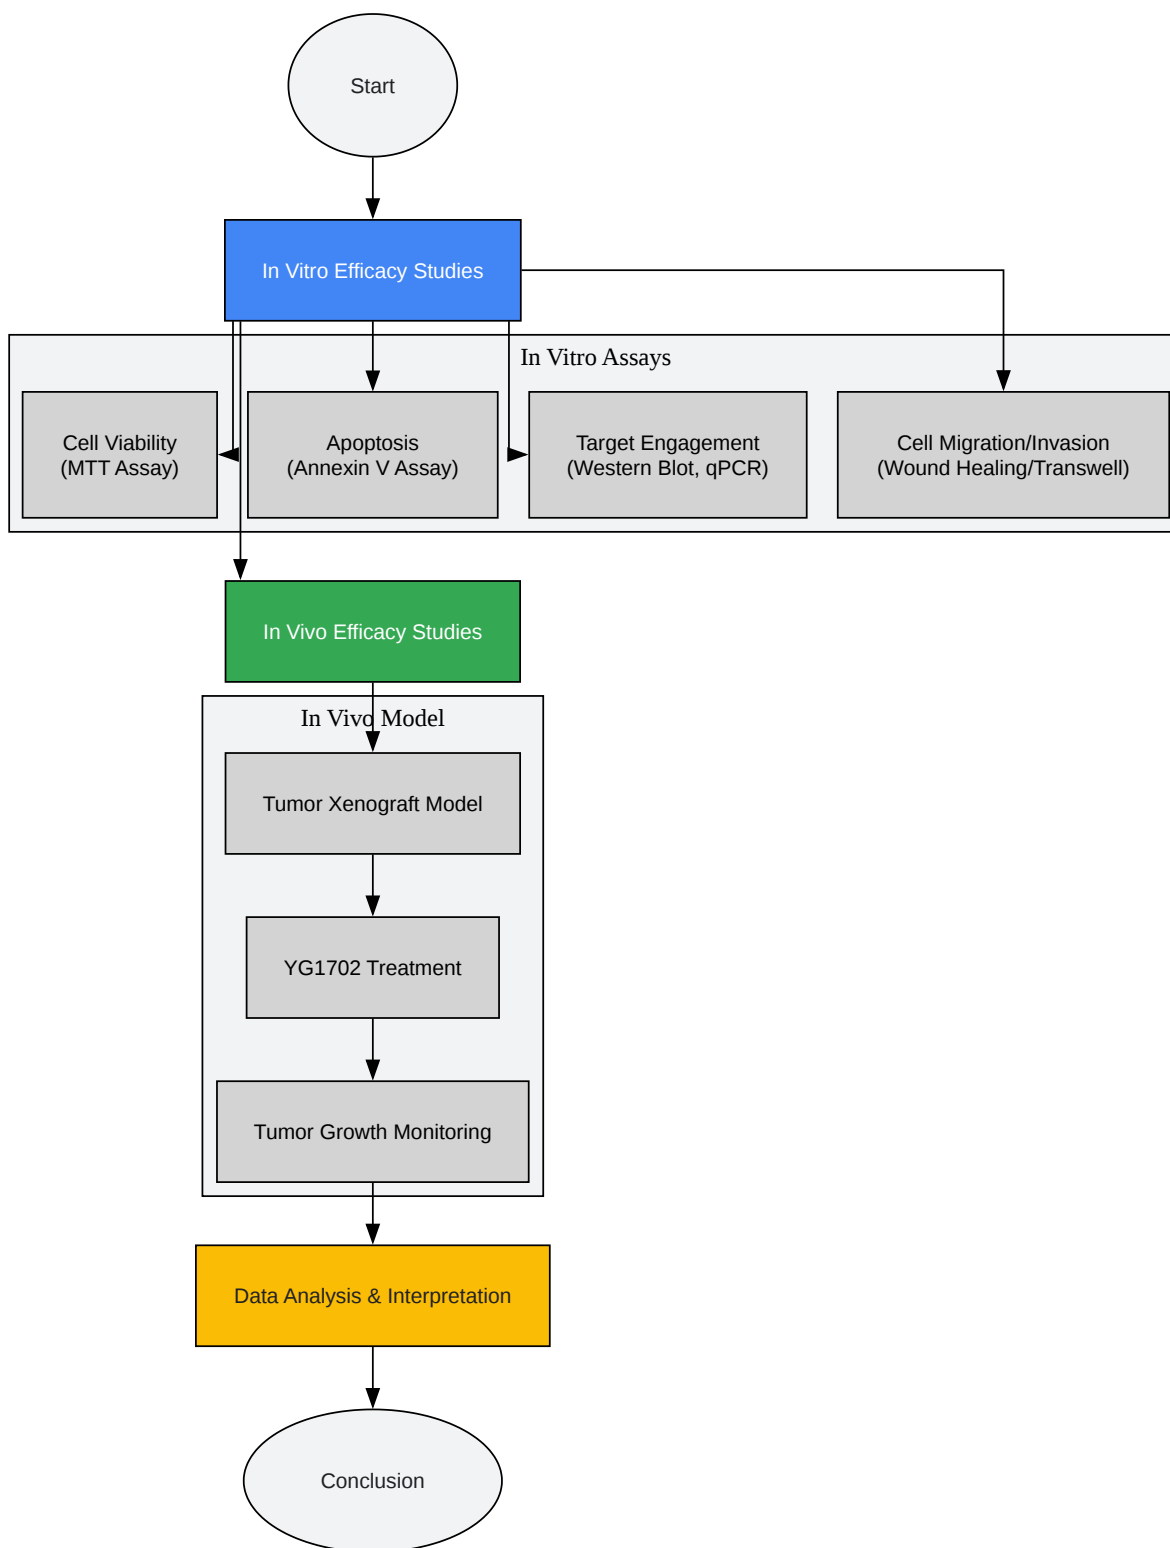 Start
In Vitro Efficacy Studies
In Vitro Assays
Cell Viability
(MTT Assay)
Apoptosis
(Annexin V Assay)
Target Engagement
(Western Blot, qPCR)
Cell Migration/Invasion
(Wound Healing/Transwell)
In Vivo Efficacy Studies
In Vivo Model
Tumor Xenograft Model
YG1702 Treatment
Tumor Growth Monitoring
Data Analysis & Interpretation
Conclusion